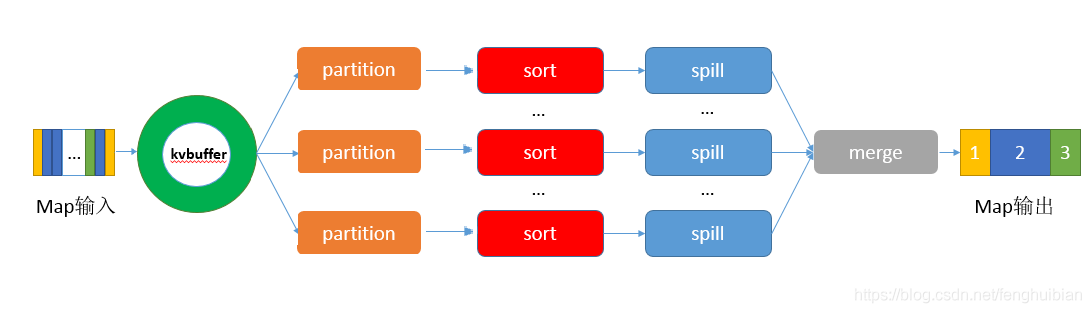 partition
sort
spill
...
...
...
kvbuffer
partition
sort
spill
merge
1
2
3
Map输入
Map输出
...
...
partition
sort
spill
https://blog.csdn.net/fenghuibian